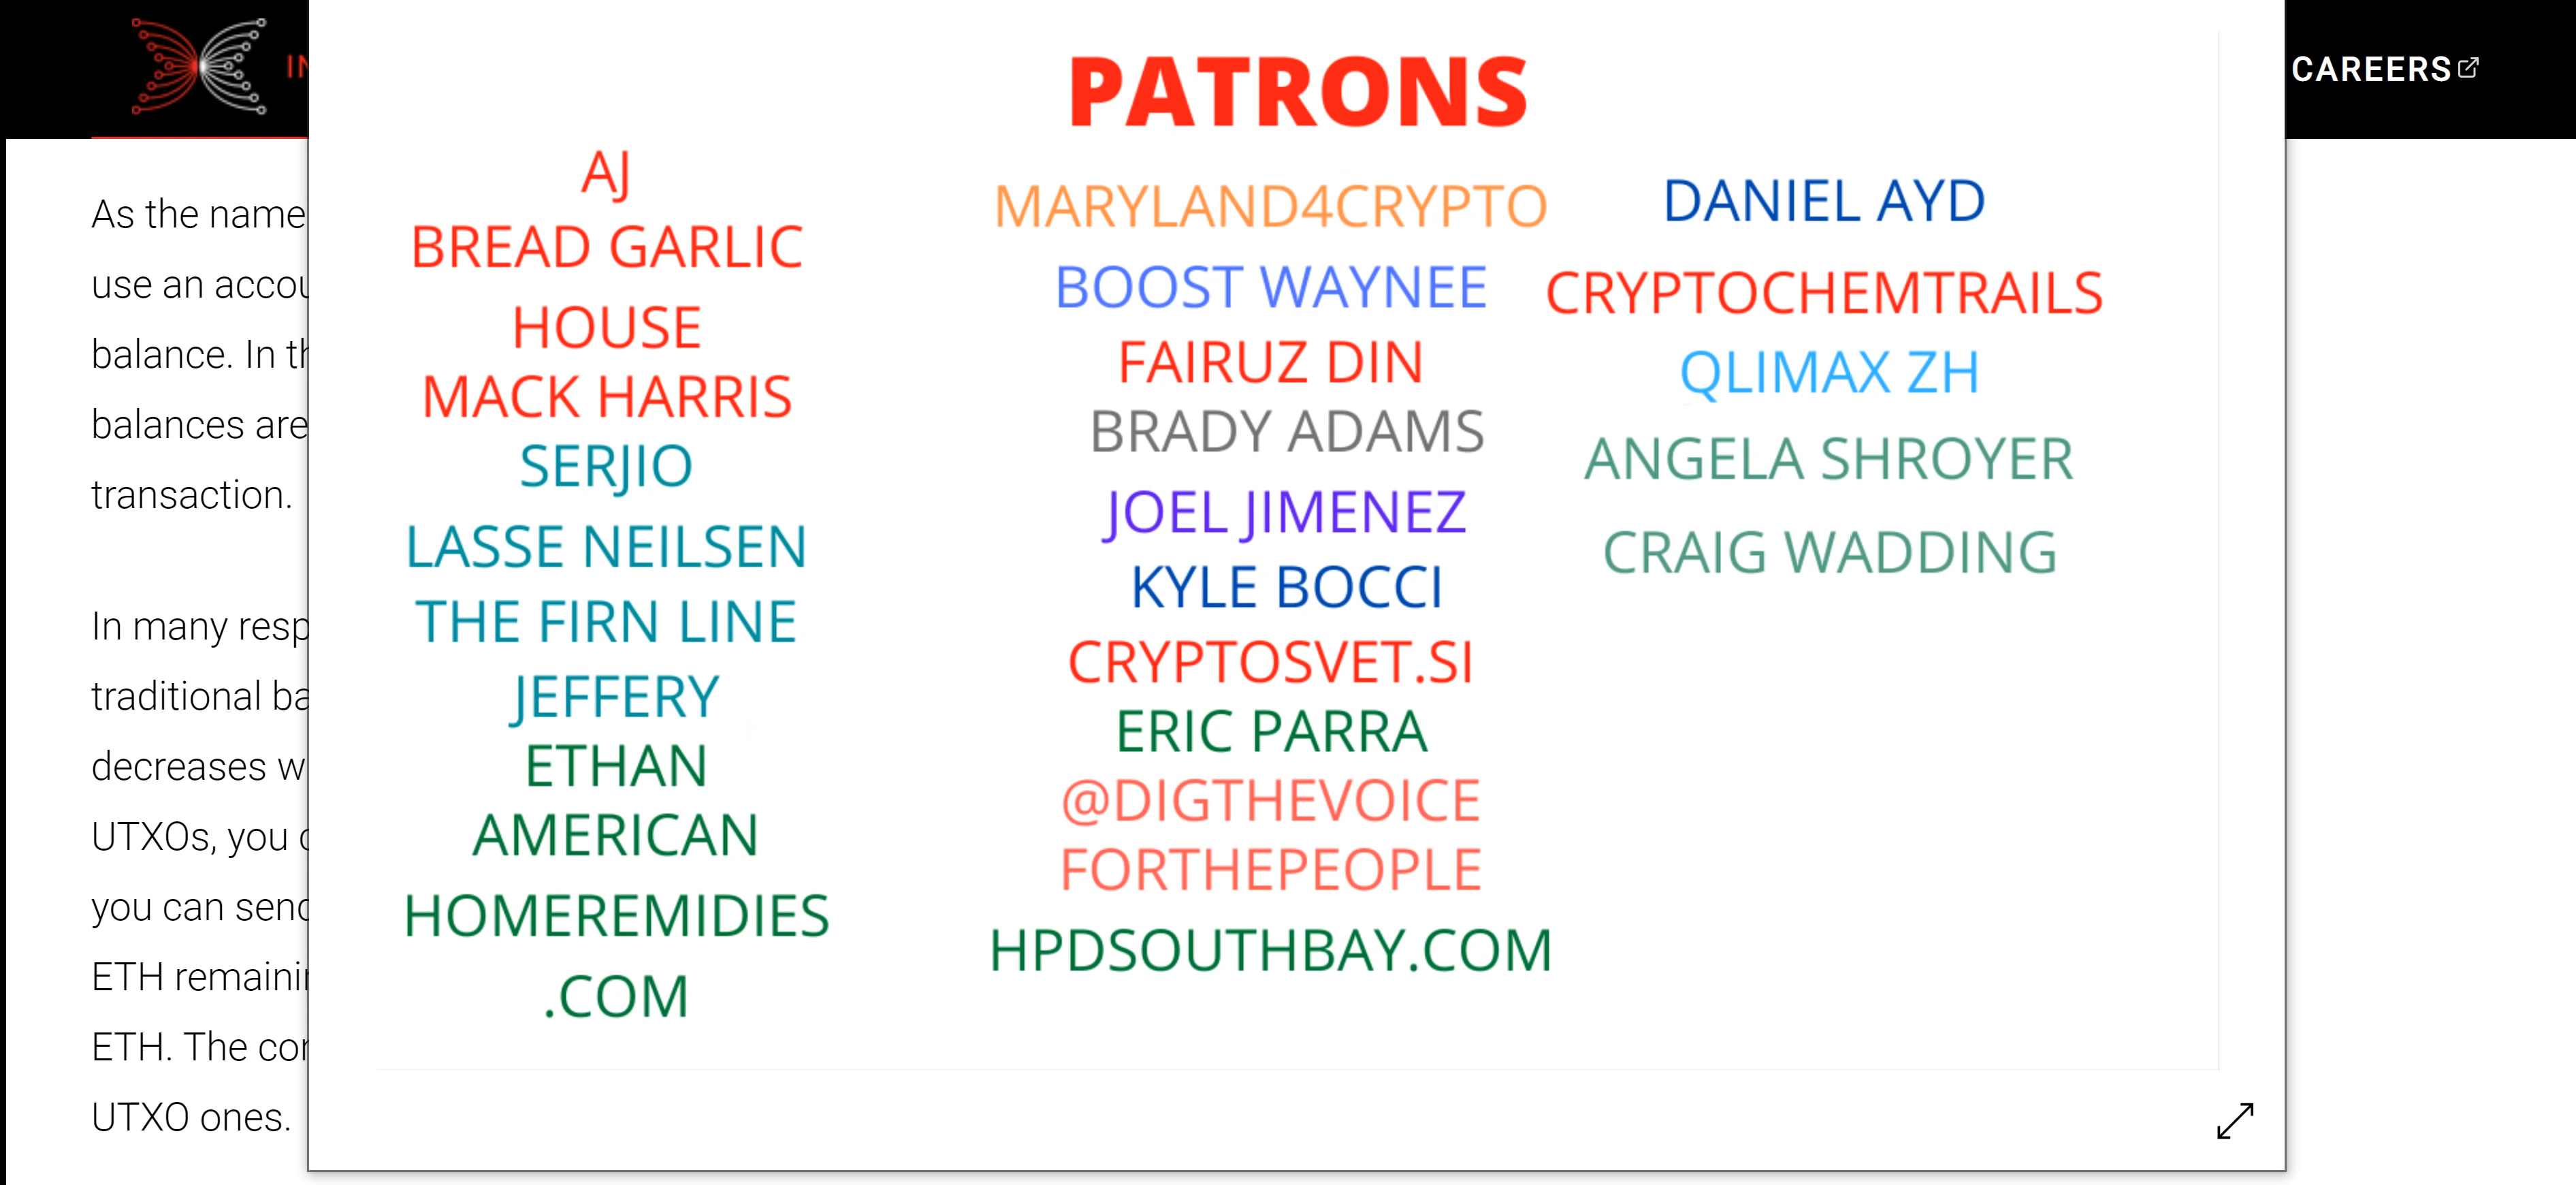 IN
CAREERS
As the name
use an accou
balance. In th
balances are
transaction.
In many resp
traditional ba
decreases w
UTXOs, you c
you can send
ETH remainin
ETH. The con
UTXO ones.
PATRONS
AJ
BREAD GARLIC
HOUSE
MACK HARRIS
SERJIO
LASSE NEILSEN
THE FIRN LINE
JEFFERY
ETHAN
AMERICAN
HOMEREMIDIES
.COM
MARYLAND4CRYPTO
BOOST WAYNEE
FAIRUZ DIN
BRADY ADAMS
JOEL JIMENEZ
KYLE BOCCI
CRYPTOSVET.SI
ERIC PARRA
@DIGTHEVOICE
FORTHEPEOPLE
HPDSOUTHBAY.COM
DANIEL AYD
CRYPTOCHEMTRAILS
QLIMAX ZH
ANGELA SHROYER
CRAIG WADDING